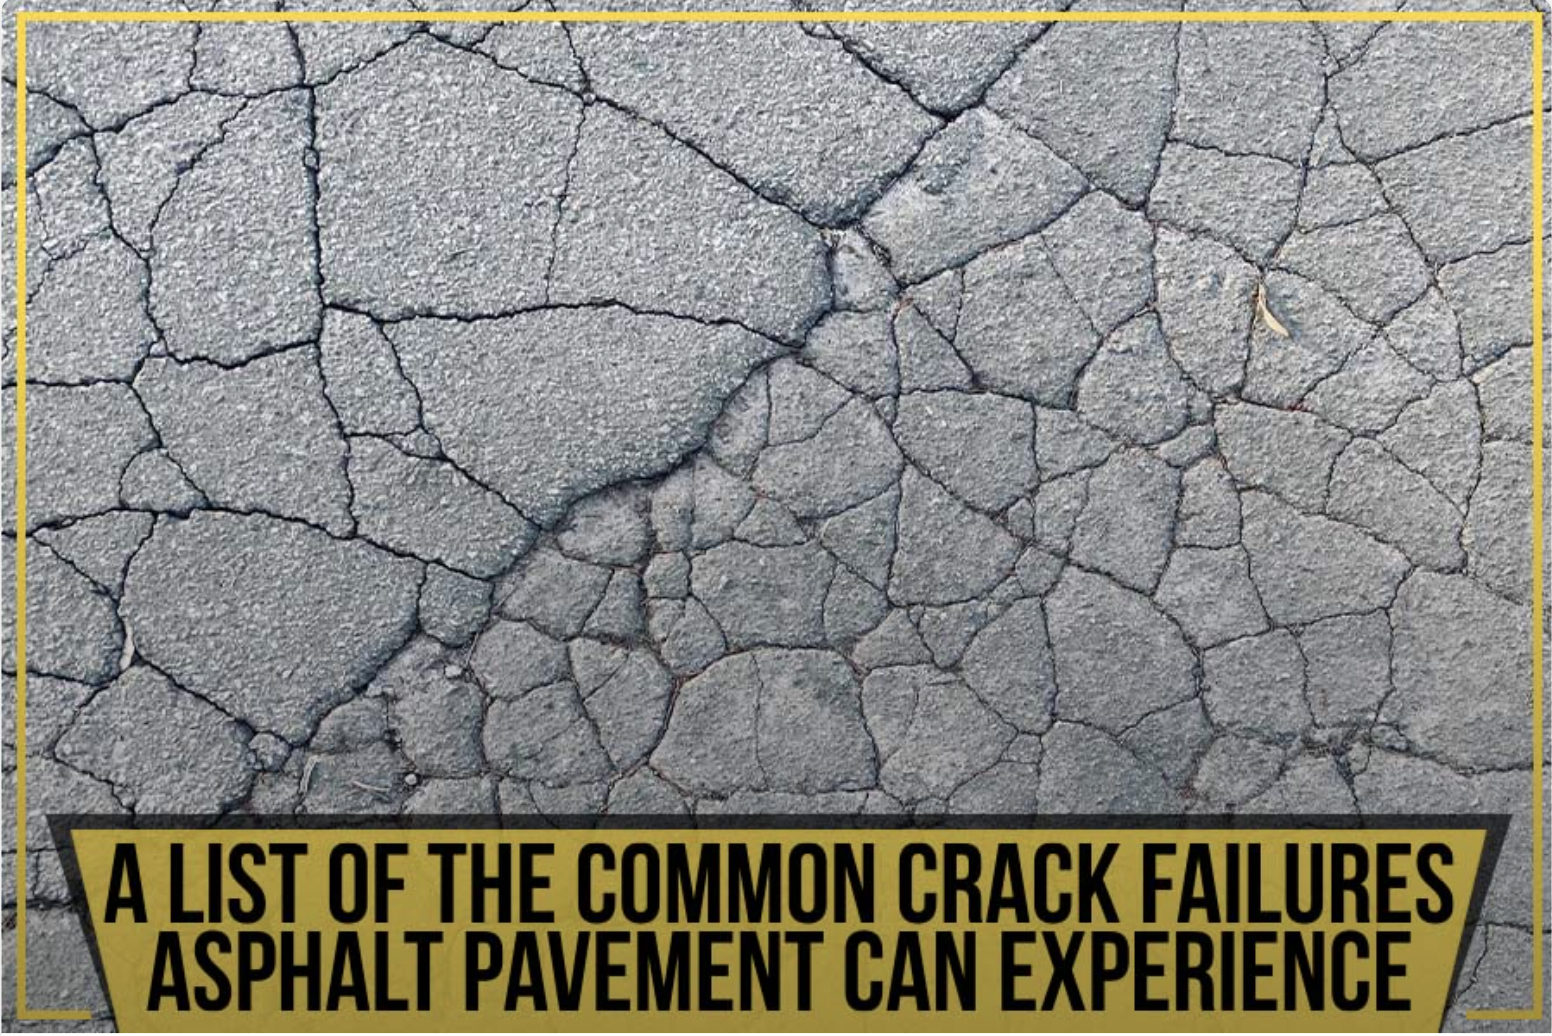 A LIST OF THE COMMON CRACK FAILURES
ASPHALT PAVEMENT CAN EXPERIENCE